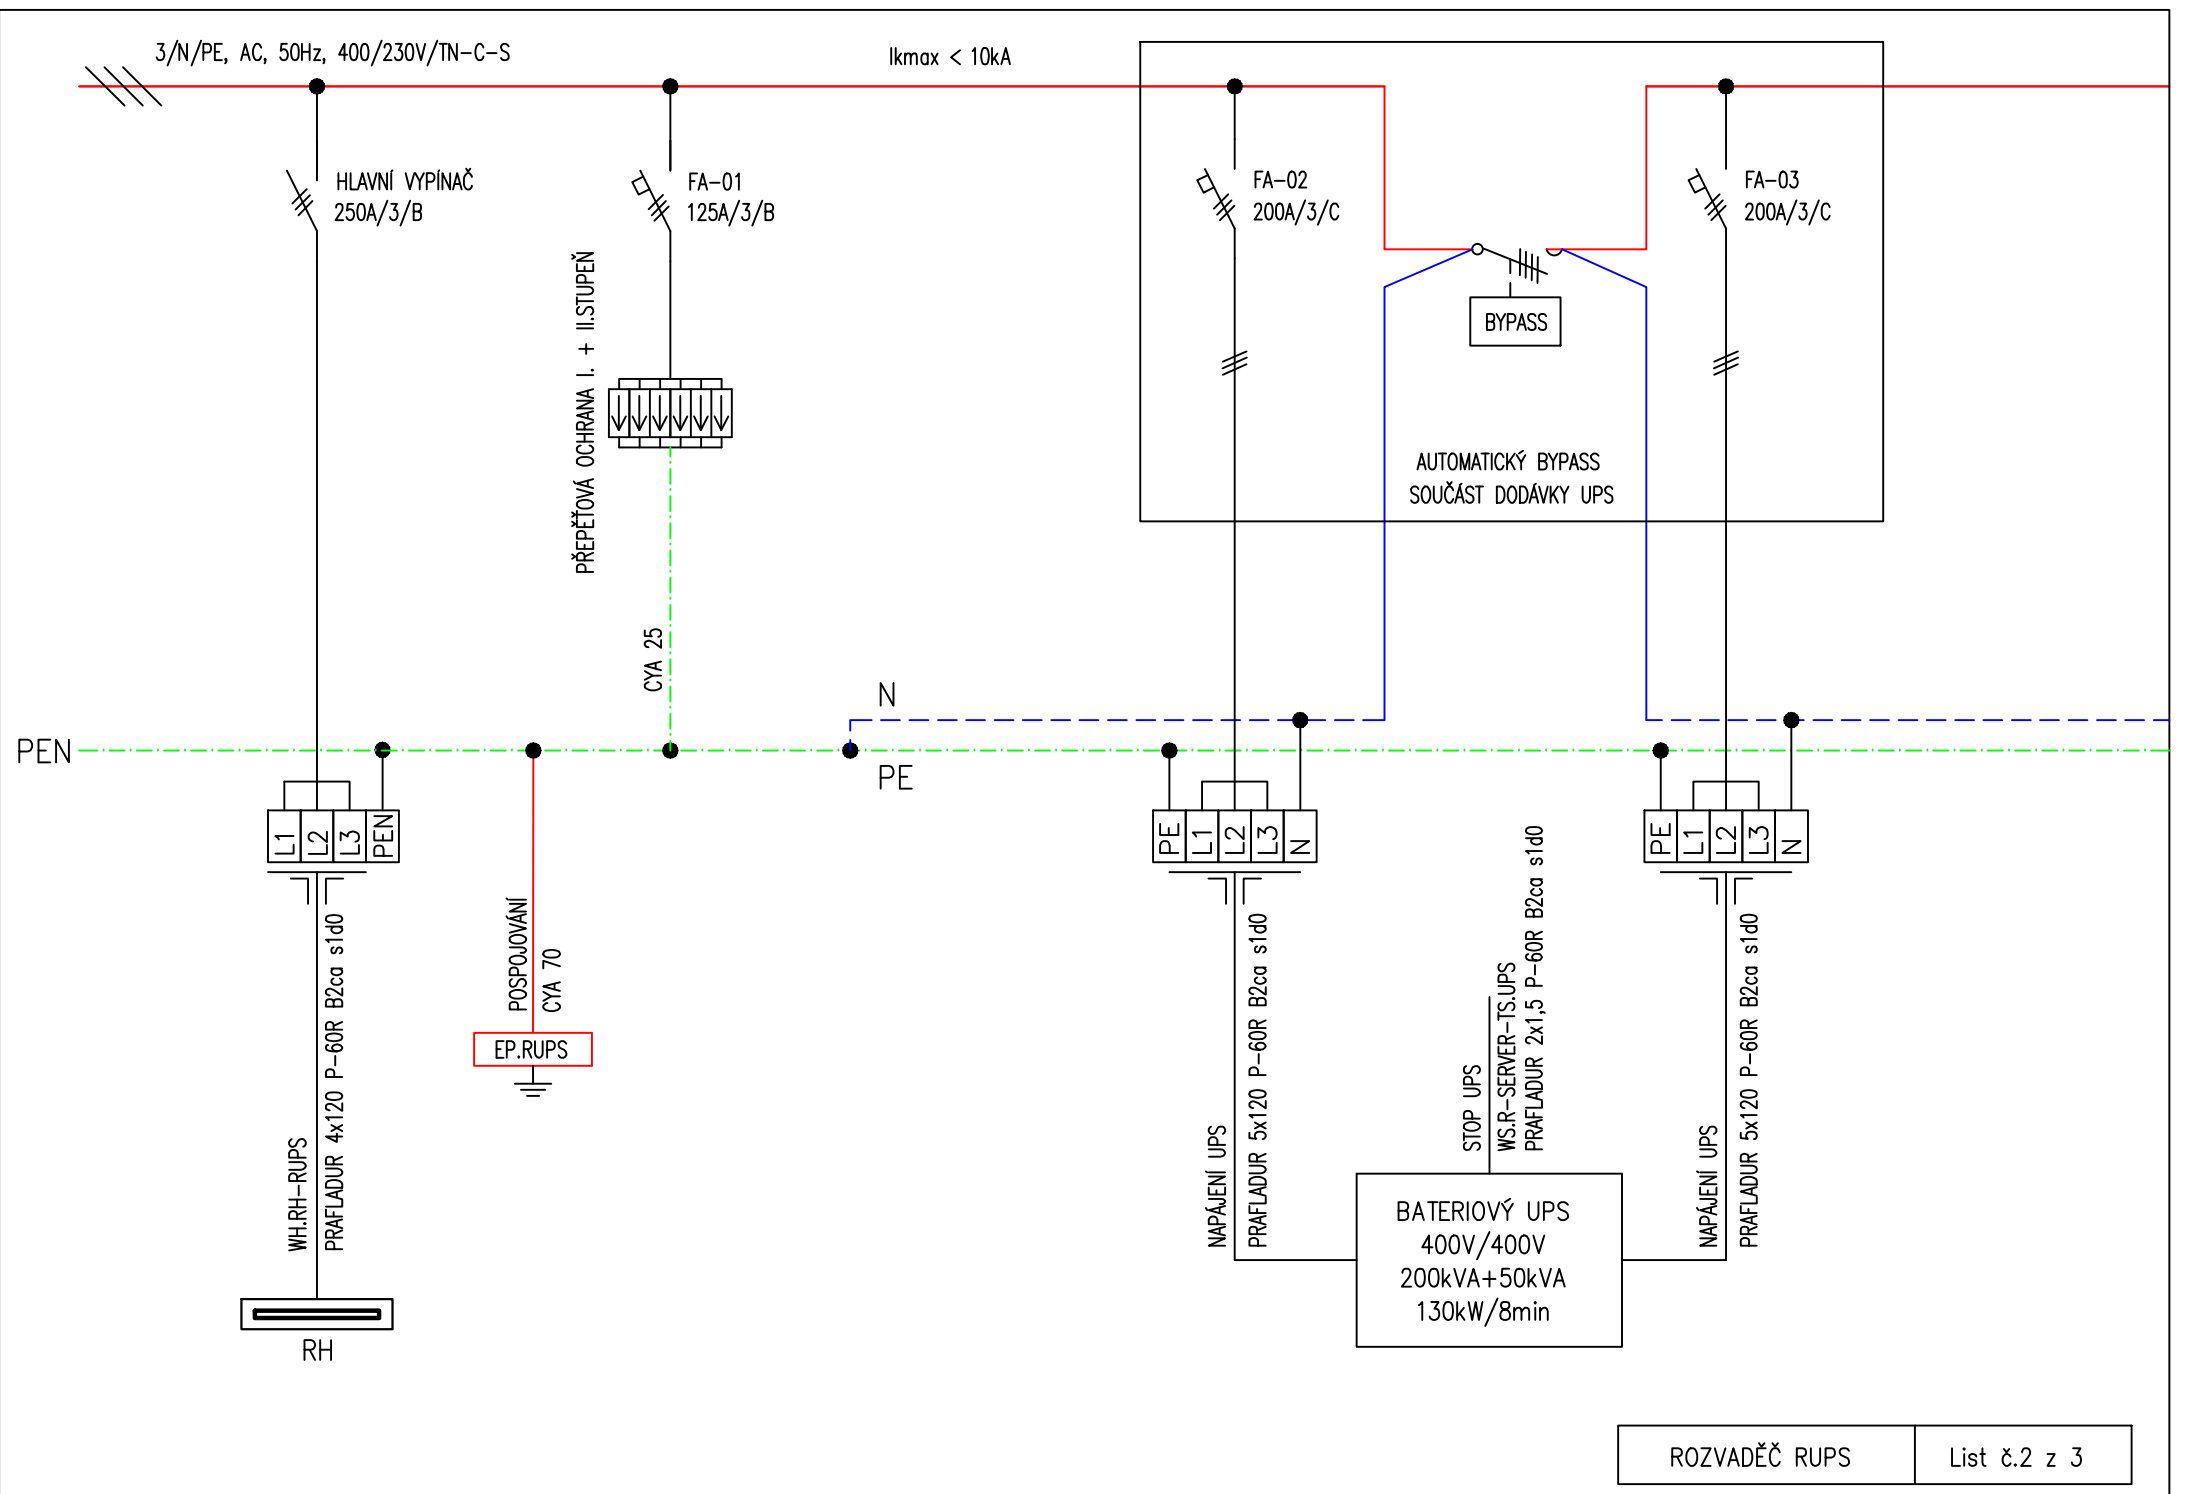 3/N/PE, AC, 50Hz, 400/230V/TN-C-S
Ikmax < 10kA
HLAVNÍ VYPÍNAČ
250A/3/B
FA-01
125A/3/B
FA-02
200A/3/C
FA-03
200A/3/C
BYPASS
AUTOMATICKÝ BYPASS
SOUČÁST DODÁVKY UPS
PŘEPĚŤOVÁ OCHRANA I. + II.STUPEŇ
CYA 25
N
PEN
PE
L1 L2 L3 PEN
PE L1 L2 L3 N
PE L1 L2 L3 N
WH.RH-RUPS
PRAFLADUR 4x120 P-60R B2ca s1d0
POSPOJOVÁNÍ
CYA 70
EP.RUPS
NAPÁJENÍ UPS
PRAFLADUR 5x120 P-60R B2ca s1d0
STOP UPS
WS.R-SERVER-TS.UPS
PRAFLADUR 2x1,5 P-60R B2ca s1d0
NAPÁJENÍ UPS
PRAFLADUR 5x120 P-60R B2ca s1d0
BATERIOVÝ UPS
400V/400V
200kVA+50kVA
130kW/8min
RH
ROZVADĚČ RUPS
List č.2 z 3